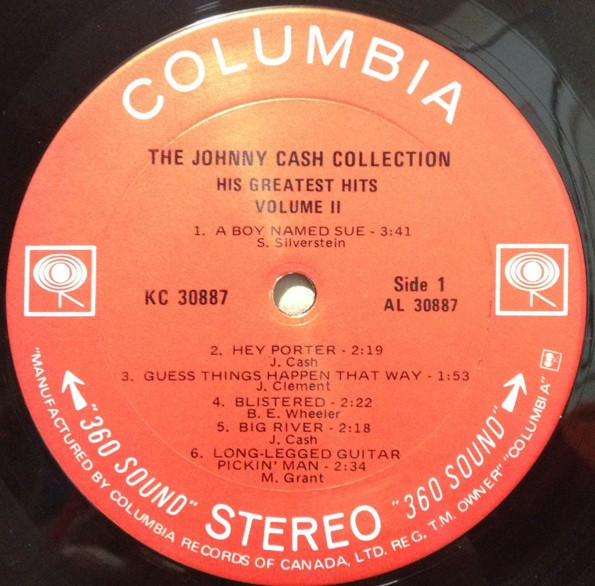 COLUMBIA
THE JOHNNY CASH COLLECTION
HIS GREATEST HITS
VOLUME II
1. A BOY NAMED SUE - 3:41
S. Silverstein
KC 30887
Side 1
AL 30887
2. HEY PORTER - 2:19
J. Cash
3. GUESS THINGS HAPPEN THAT WAY - 1:53
J. Clement
4. BLISTERED - 2:22
B. E. Wheeler
5. BIG RIVER - 2:18
J. Cash
6. LONG-LEGGED GUITAR
PICKIN' MAN - 2:34
M. Grant
"360 SOUND" STEREO "360 SOUND"
"MANUFACTURED BY COLUMBIA RECORDS OF CANADA, LTD. REG. T.M. OWNER" "COLUMBIA"